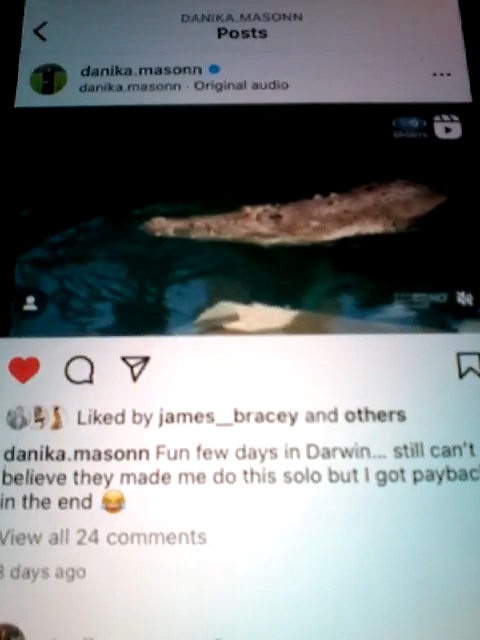 DANIKA.MASONN
Posts
danika.masonn
danika.masonn · Original audio
Liked by james__bracey and others
danika.masonn Fun few days in Darwin... still can't
believe they made me do this solo but I got paybac
in the end 😂
View all 24 comments
days ago